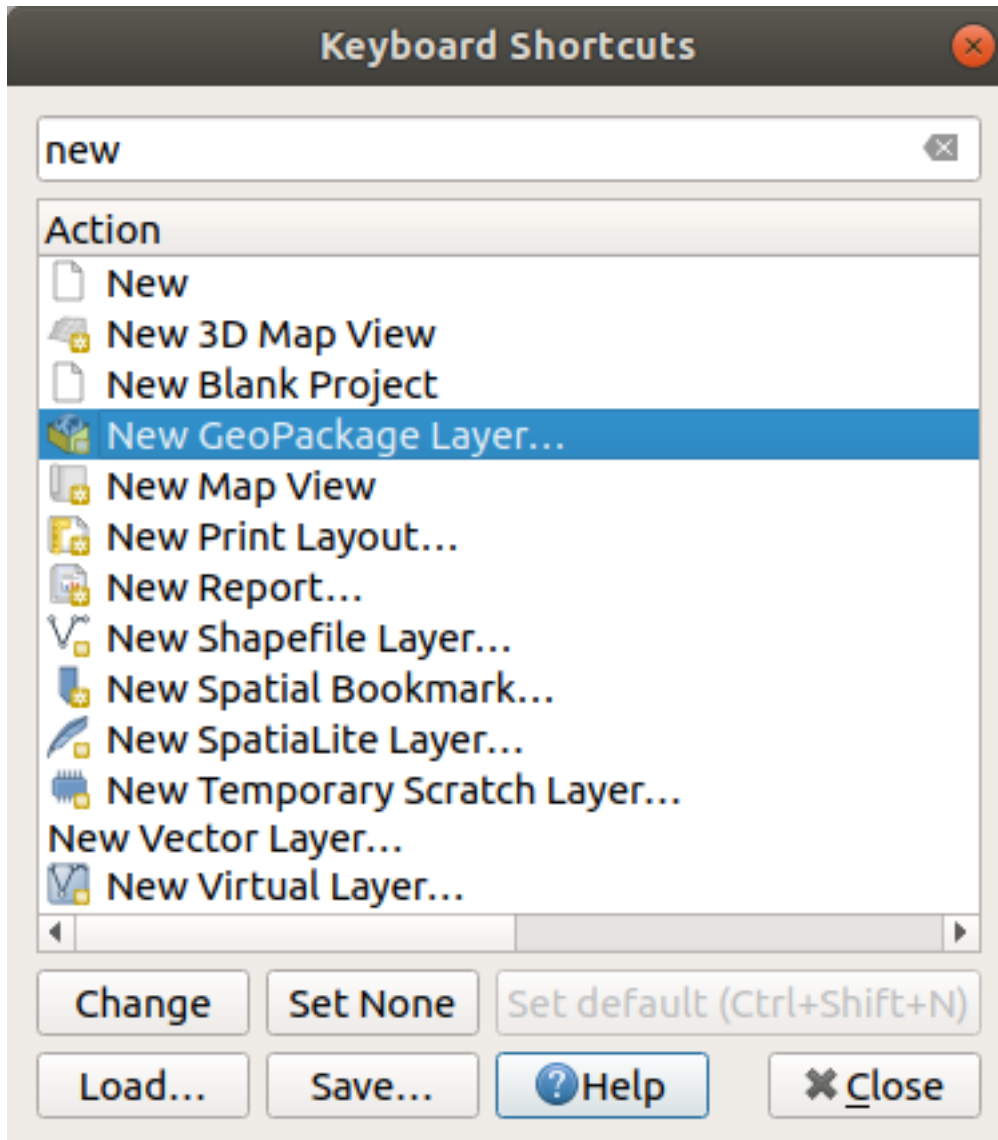 Keyboard Shortcuts
new
Action
New
New 3D Map View
New Blank Project
New GeoPackage Layer…
New Map View
New Print Layout…
New Report…
New Shapefile Layer…
New Spatial Bookmark…
New SpatiaLite Layer…
New Temporary Scratch Layer…
New Vector Layer…
New Virtual Layer…
Change Set None Set default (Ctrl+Shift+N)
Load… Save… Help Close